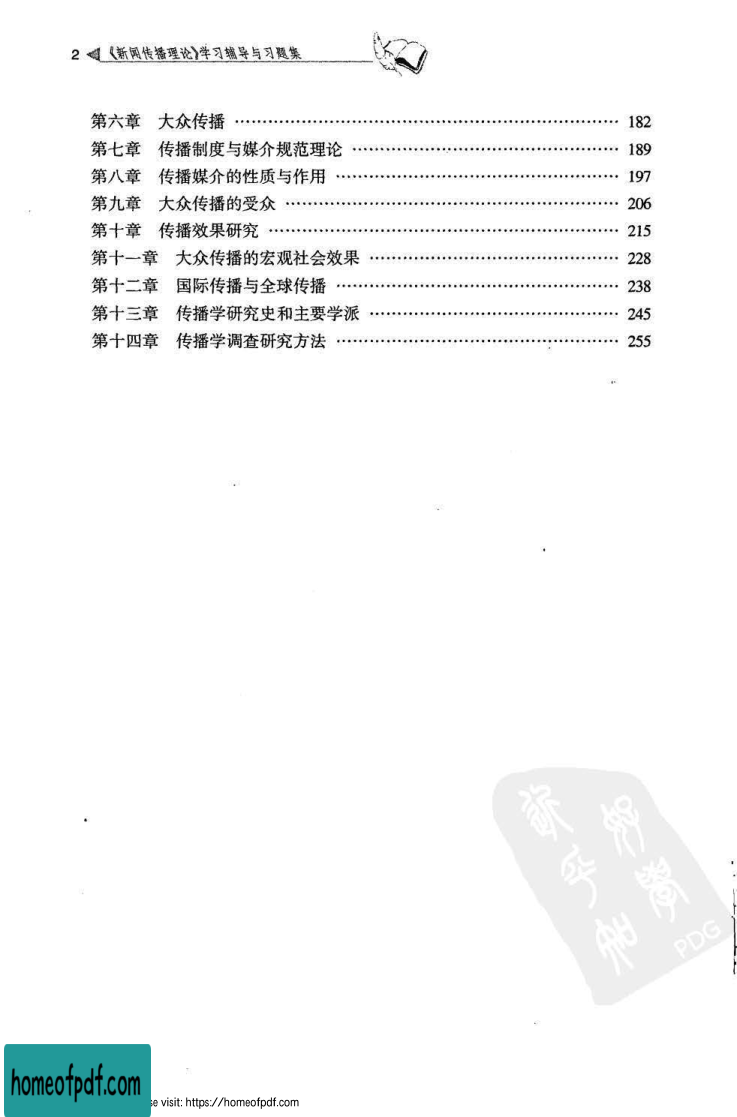 2 《新闻传播理论》学习辅导与习题集
第六章 大众传播 …………………………………………………………… 182
第七章 传播制度与媒介规范理论 ………………………………………… 189
第八章 传播媒介的性质与作用 …………………………………………… 197
第九章 大众传播的受众 …………………………………………………… 206
第十章 传播效果研究 ……………………………………………………… 215
第十一章 大众传播的宏观社会效果 ……………………………………… 228
第十二章 国际传播与全球传播 …………………………………………… 238
第十三章 传播学研究史和主要学派 ……………………………………… 245
第十四章 传播学调查研究方法 …………………………………………… 255
PDG
homeofpdf.com
se visit: https://homeofpdf.com